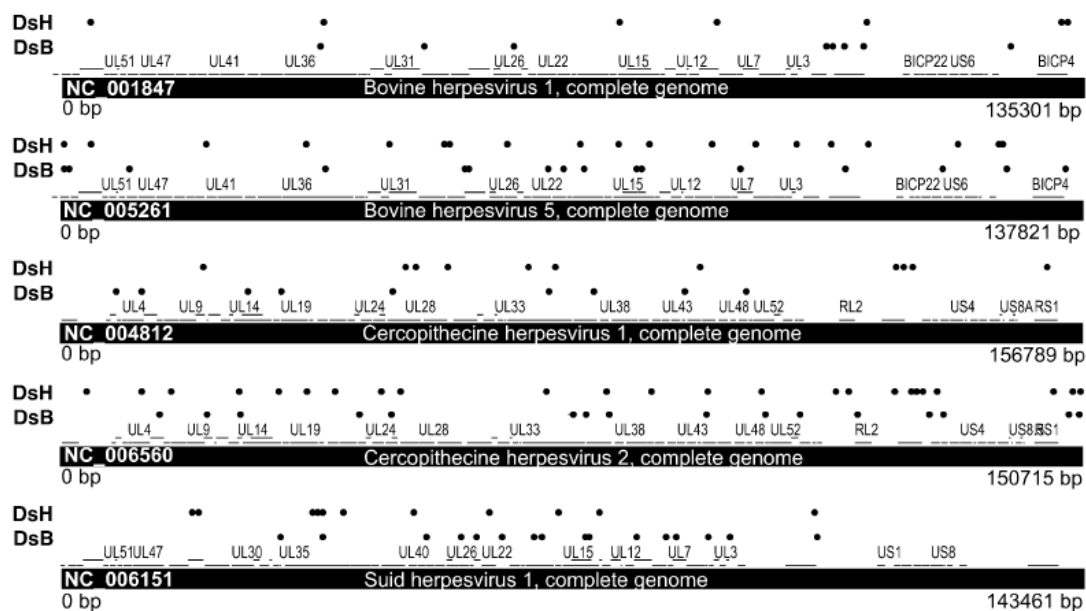 DsH
DsB
UL51 UL47 UL41 UL36 UL31 UL26 UL22 UL15 UL12 UL7 UL3 BICP22 US6 BICP4
NC_001847 Bovine herpesvirus 1, complete genome
0 bp 135301 bp
DsH
DsB
UL51 UL47 UL41 UL36 UL31 UL26 UL22 UL15 UL12 UL7 UL3 BICP22 US6 BICP4
NC_005261 Bovine herpesvirus 5, complete genome
0 bp 137821 bp
DsH
DsB
UL4 UL9 UL14 UL19 UL24 UL28 UL33 UL38 UL43 UL48 UL52 RL2 US4 US8A RS1
NC_004812 Cercopithecine herpesvirus 1, complete genome
0 bp 156789 bp
DsH
DsB
UL4 UL9 UL14 UL19 UL24 UL28 UL33 UL38 UL43 UL48 UL52 RL2 US4 RS1
NC_006560 Cercopithecine herpesvirus 2, complete genome
0 bp 150715 bp
DsH
DsB
UL51 UL47 UL30 UL35 UL40 UL26 UL22 UL15 UL12 UL7 UL3 US1 US8
NC_006151 Suid herpesvirus 1, complete genome
0 bp 143461 bp